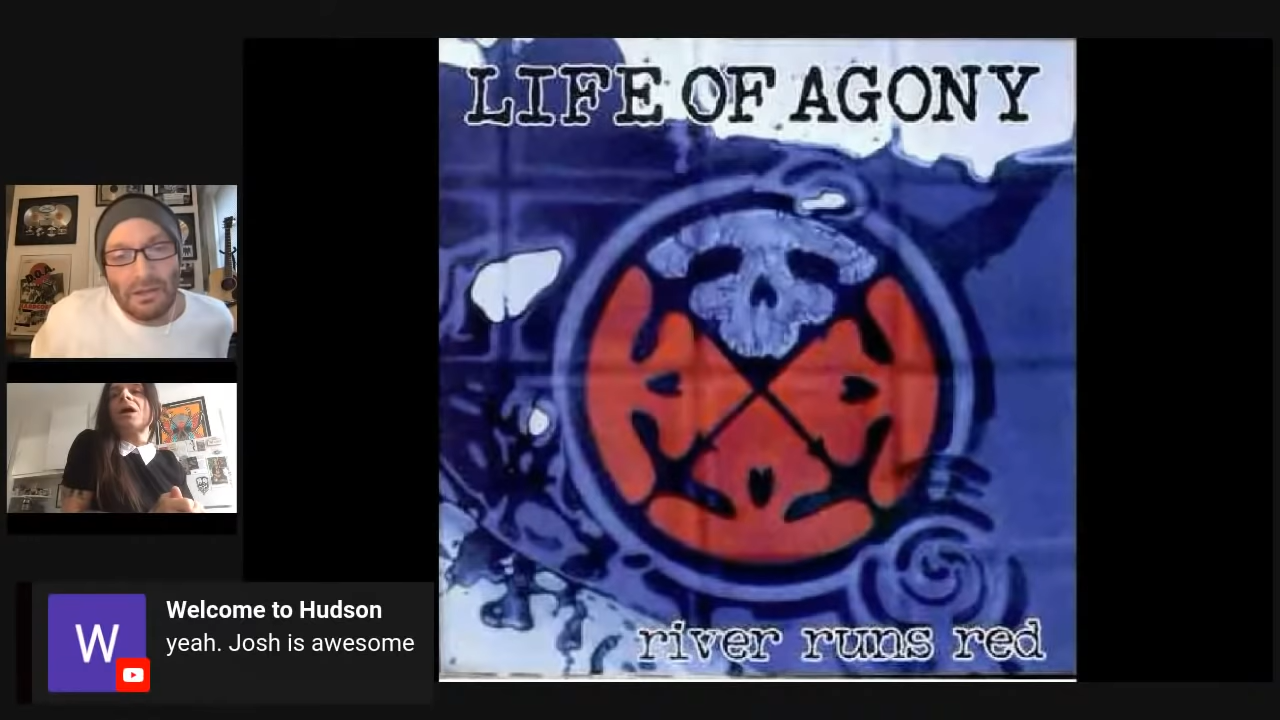 LIFE OF AGONY
D.O.A.
W
Welcome to Hudson
yeah. Josh is awesome
river runs red